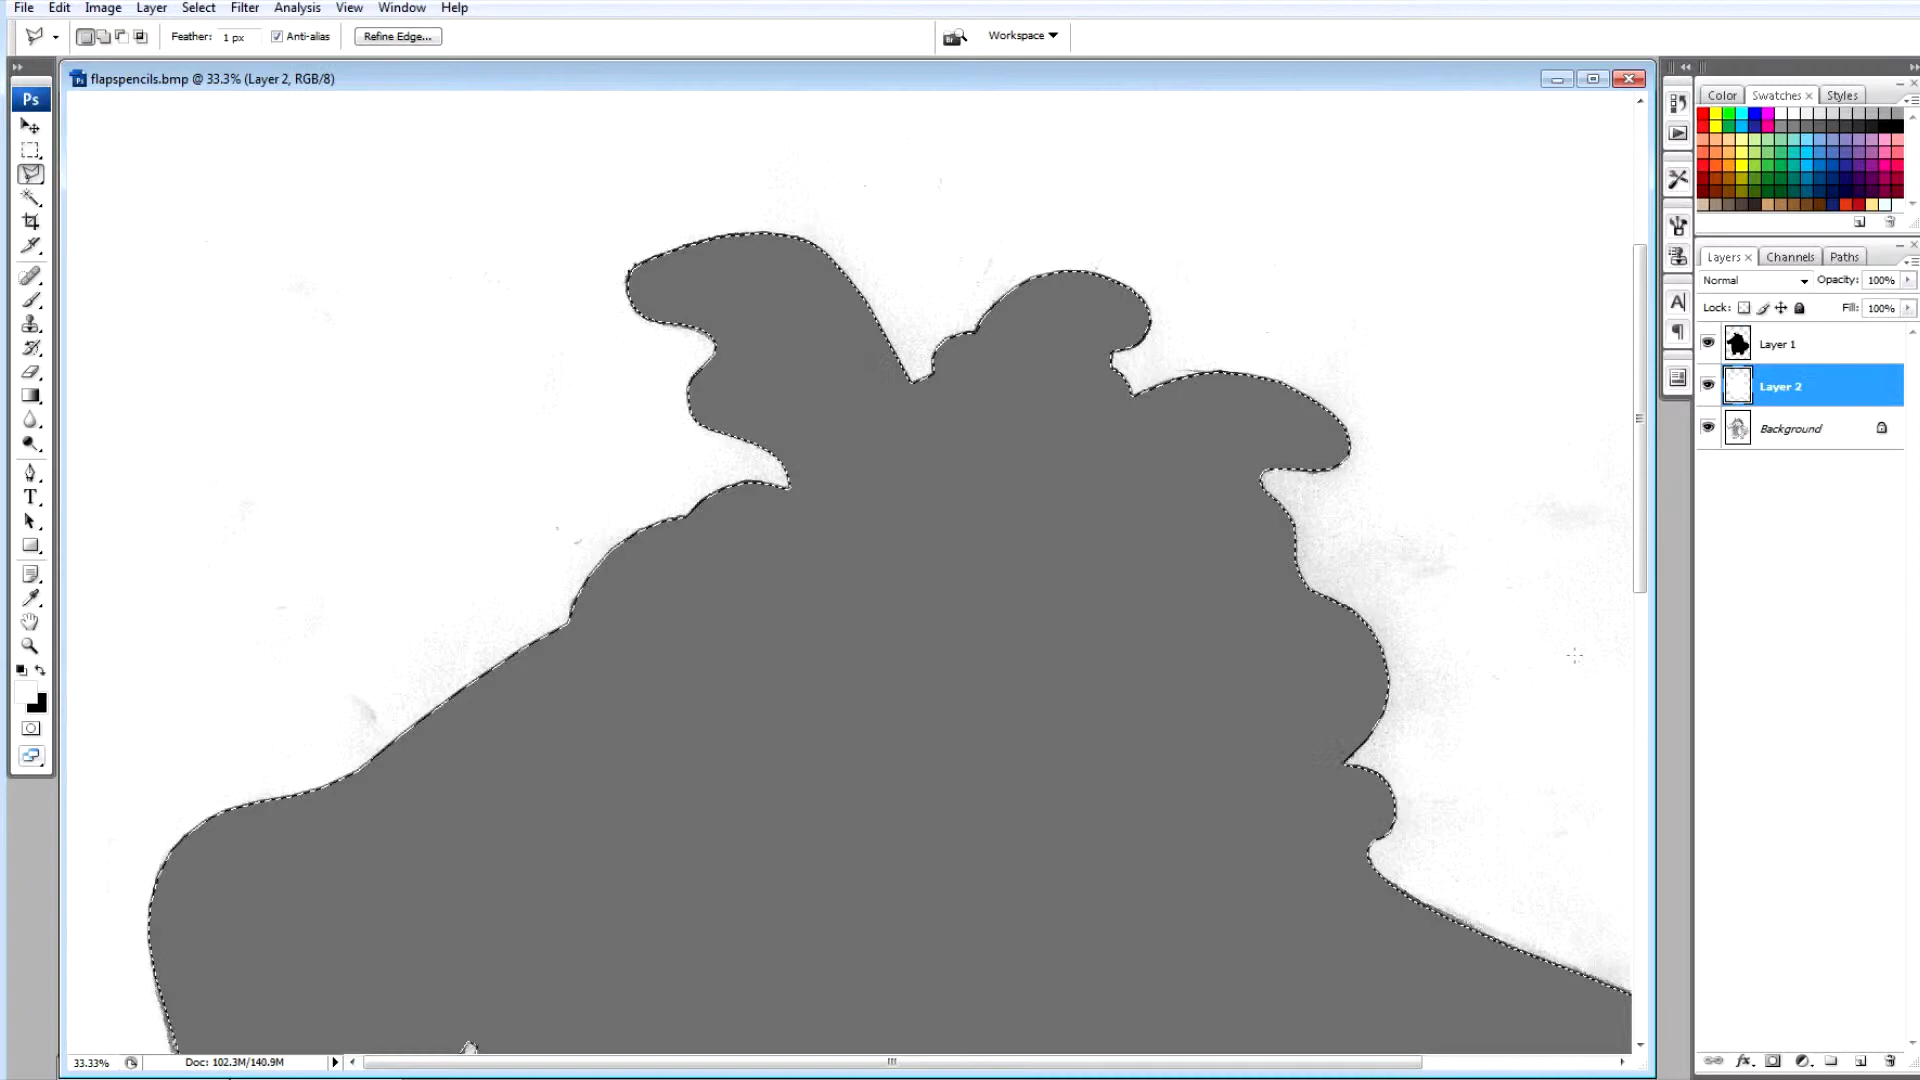 File Edit Image Layer Select Filter Analysis View Window Help
Feather: 1 px Anti-alias Refine Edge... Workspace
Ps flapspencils.bmp @ 33.3% (Layer 2, RGB/8)
Ps
Color Swatches × Styles
Layers × Channels Paths
Normal Opacity: 100%
Lock: Fill: 100%
Layer 1
Layer 2
Background
T
A
33.33% Doc: 102.3M/140.9M
fx